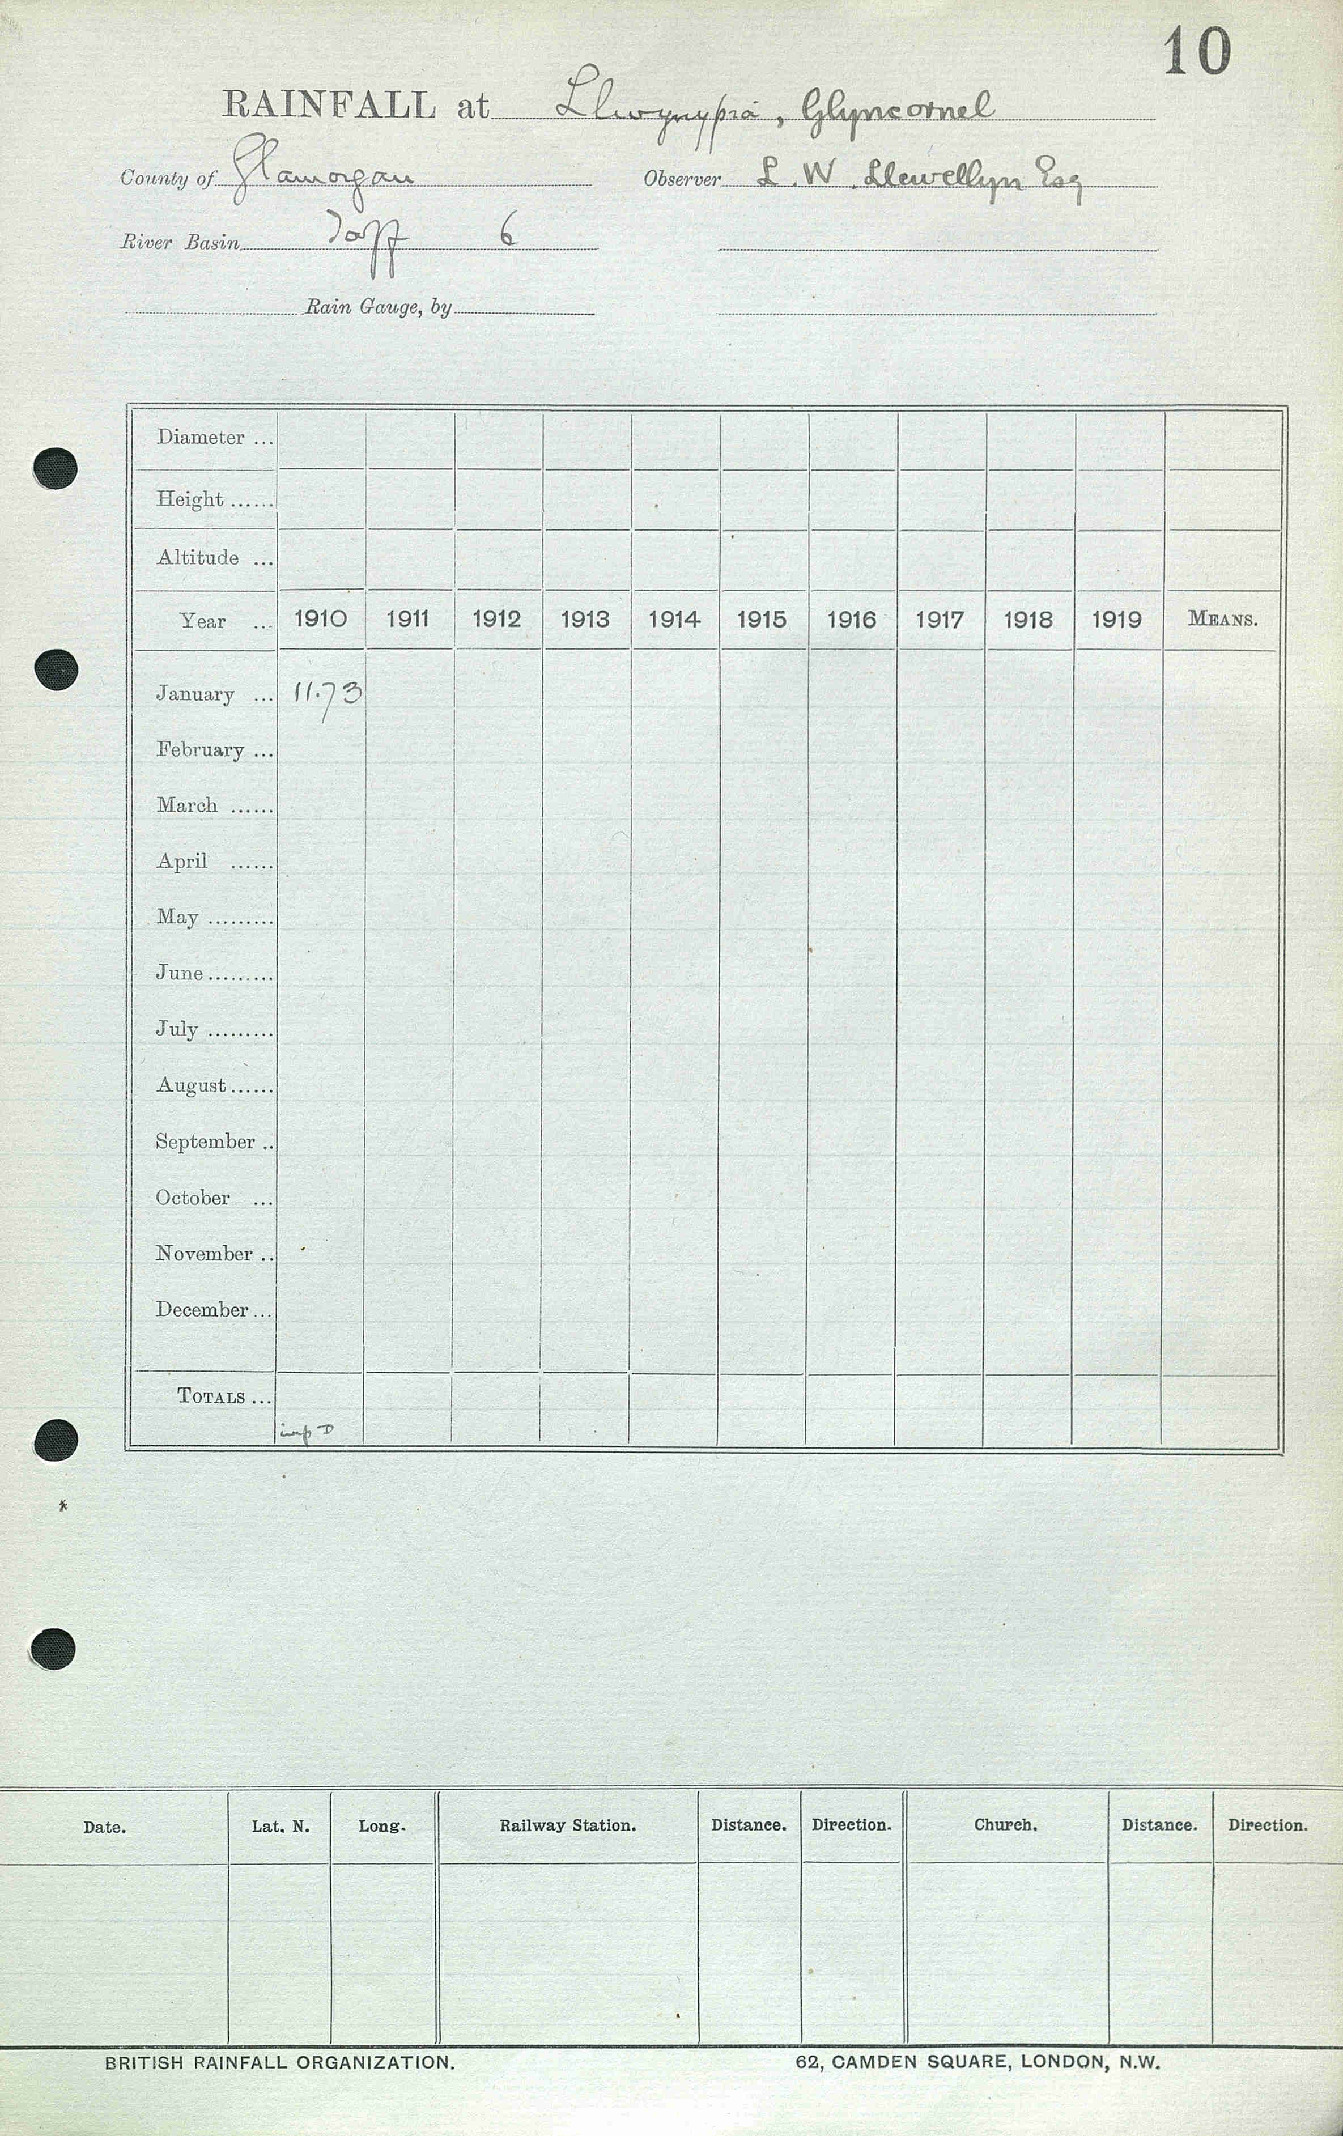 10
RAINFALL at Llwynypia, Glyncornel
County of Glamorgan Observer L. W. Llewellyn Esq
River Basin Taff 6
Rain Gauge, by
Diameter ...
Height ......
Altitude ...
Year ... 1910 1911 1912 1913 1914 1915 1916 1917 1918 1919 MEANS.
January ... 11.73
February ...
March ......
April ......
May .........
June .........
July .........
August ......
September ..
October ...
November ..
December ...
TOTALS ...
imp D
*
Date. Lat. N. Long. Railway Station. Distance. Direction. Church. Distance. Direction.
BRITISH RAINFALL ORGANIZATION. 62, CAMDEN SQUARE, LONDON, N.W.